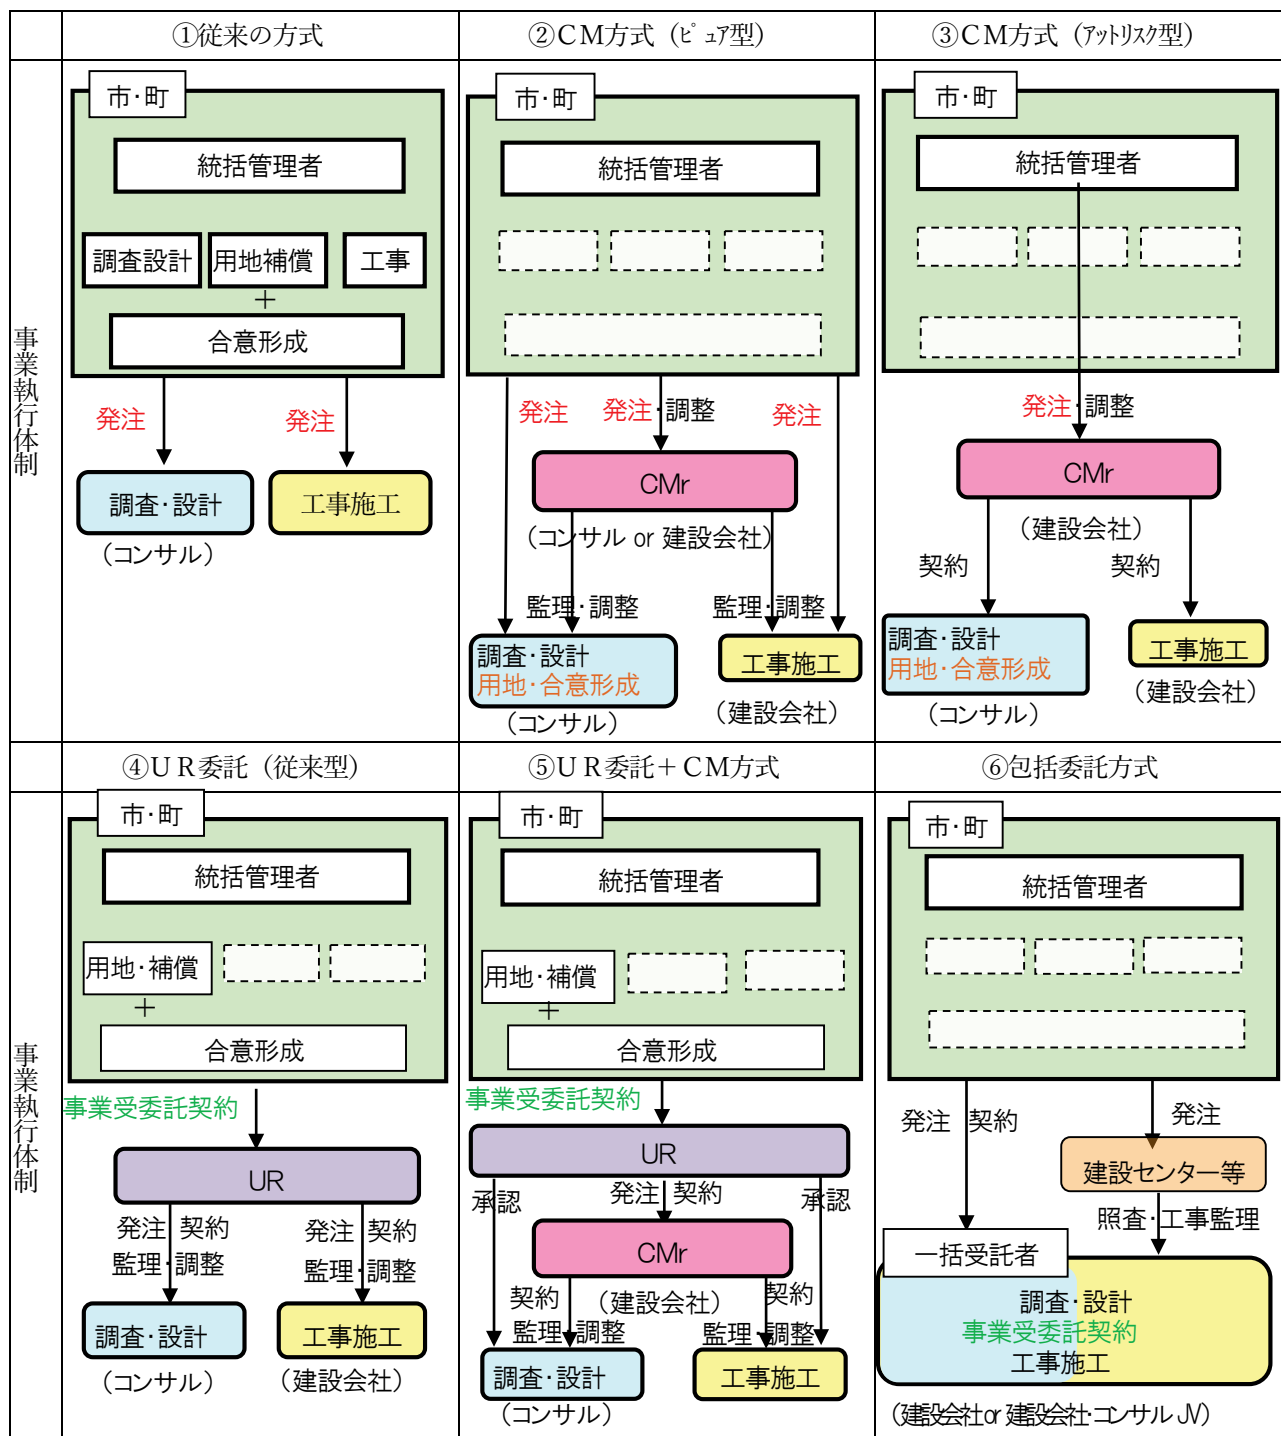 ①従来の方式
②ＣＭ方式（ﾋﾟｭｱ型）
③ＣＭ方式（ｱｯﾄﾘｽｸ型）
事業執行体制
市・町
統括管理者
調査設計
用地補償
工事
＋
合意形成
発注
発注
調査・設計
工事施工
（コンサル）
市・町
統括管理者
発注
発注・調整
発注
CMr
（コンサル or 建設会社）
監理・調整
監理・調整
調査・設計
用地・合意形成
工事施工
（コンサル）
（建設会社）
市・町
統括管理者
発注・調整
CMr
（建設会社）
契約
契約
調査・設計
用地・合意形成
工事施工
（コンサル）
（建設会社）
④ＵＲ委託（従来型）
⑤ＵＲ委託＋ＣＭ方式
⑥包括委託方式
事業執行体制
市・町
統括管理者
用地・補償
＋
合意形成
事業受委託契約
UR
発注 契約
監理・調整
発注 契約
監理・調整
調査・設計
工事施工
（コンサル）
（建設会社）
市・町
統括管理者
用地・補償
＋
合意形成
事業受委託契約
UR
承認
発注 契約
承認
CMr
契約
（建設会社）
契約
監理・調整
監理・調整
調査・設計
工事施工
（コンサル）
市・町
統括管理者
発注 契約
発注
建設センター等
照査・工事監理
一括受託者
調査・設計
事業受委託契約
工事施工
（建設会社 or 建設会社・コンサル JV）